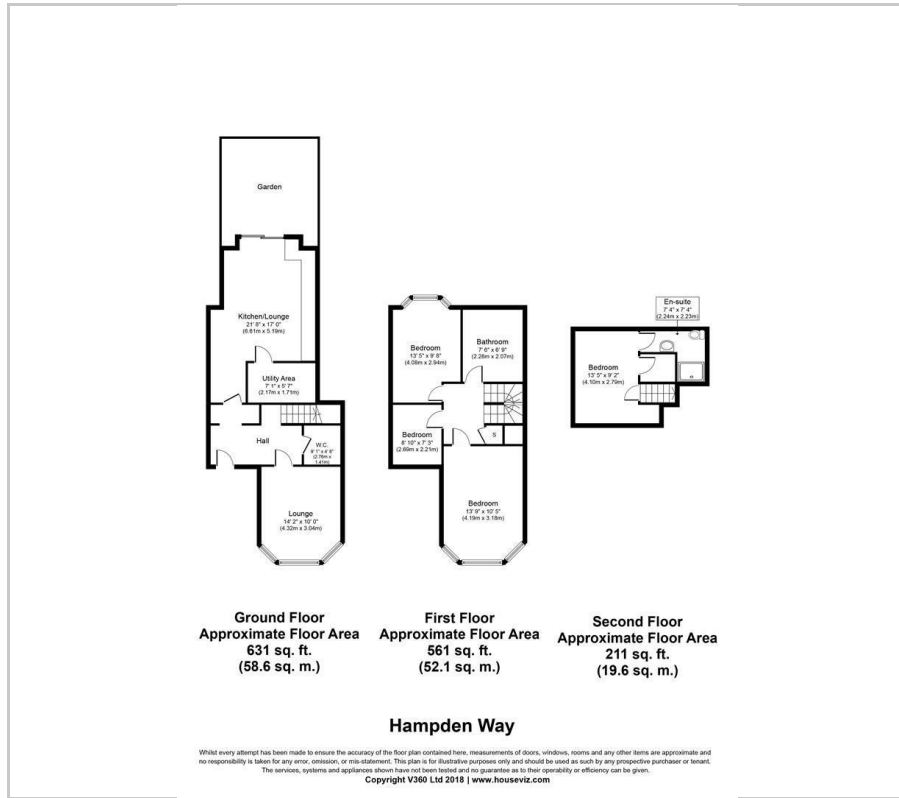 Garden
Kitchen/Lounge
21' 8" x 17' 0"
(6.61m x 5.19m)
Utility Area
7' 1" x 5' 7"
(2.17m x 1.71m)
Hall
W.C.
9' 1" x 4' 8"
(2.76m x
1.41m)
Lounge
14' 2" x 10' 0"
(4.32m x 3.04m)
Bedroom
13' 5" x 9' 8"
(4.08m x 2.94m)
Bathroom
7' 6" x 6' 9"
(2.28m x 2.07m)
Bedroom
8' 10" x 7' 3"
(2.69m x 2.21m)
S
Bedroom
13' 9" x 10' 5"
(4.19m x 3.18m)
En-suite
7' 4" x 7' 4"
(2.24m x 2.23m)
Bedroom
13' 5" x 9' 2"
(4.10m x 2.79m)
Ground Floor
Approximate Floor Area
631 sq. ft.
(58.6 sq. m.)
First Floor
Approximate Floor Area
561 sq. ft.
(52.1 sq. m.)
Second Floor
Approximate Floor Area
211 sq. ft.
(19.6 sq. m.)
Hampden Way
Whilst every attempt has been made to ensure the accuracy of the floor plan contained here, measurements of doors, windows, rooms and any other items are approximate and
no responsibility is taken for any error, omission, or mis-statement. This plan is for illustrative purposes only and should be used as such by any prospective purchaser or tenant.
The services, systems and appliances shown have not been tested and no guarantee as to their operability or efficiency can be given.
Copyright V360 Ltd 2018 | www.houseviz.com